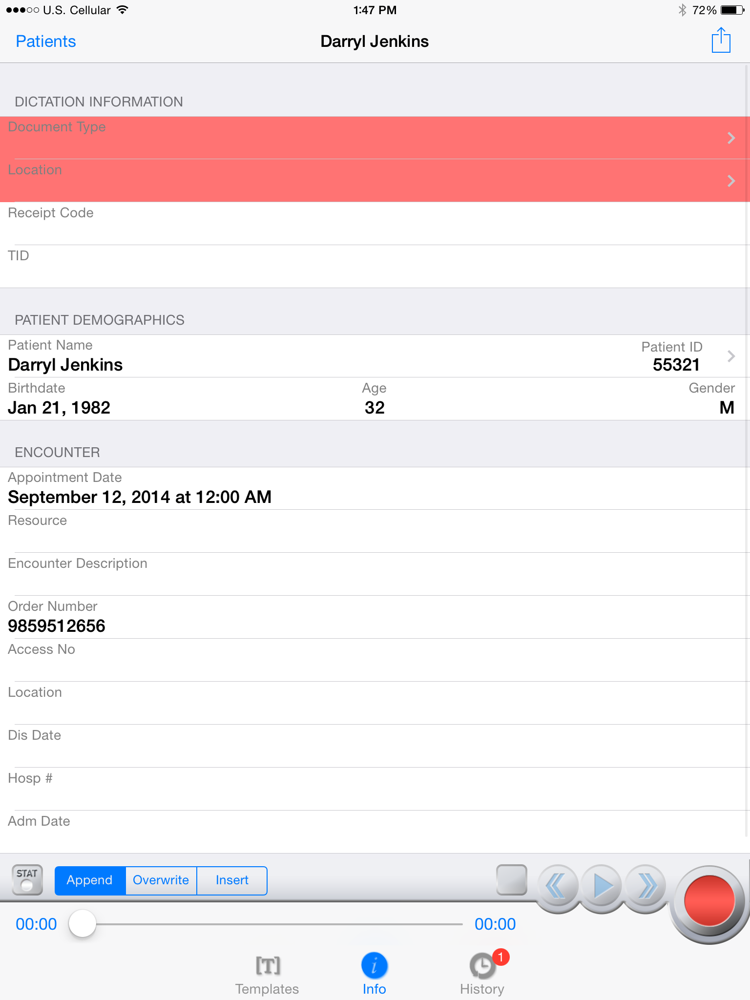 U.S. Cellular 1:47 PM 72%
Patients Darryl Jenkins
DICTATION INFORMATION
Document Type
Location
Receipt Code
TID
PATIENT DEMOGRAPHICS
Patient Name Patient ID
Darryl Jenkins 55321
Birthdate Age Gender
Jan 21, 1982 32 M
ENCOUNTER
Appointment Date
September 12, 2014 at 12:00 AM
Resource
Encounter Description
Order Number
9859512656
Access No
Location
Dis Date
Hosp #
Adm Date
STAT Append Overwrite Insert
00:00 00:00
[T] i 1
Templates Info History